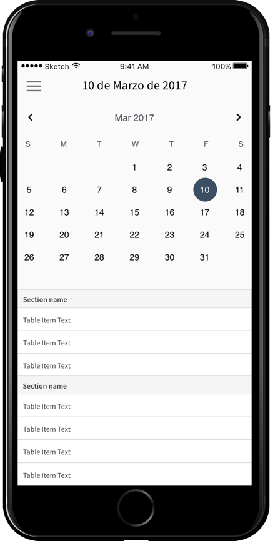 Sketch 9:41 AM 100%
10 de Marzo de 2017
Mar 2017
S M T W T F S
1 2 3 4
5 6 7 8 9 10 11
12 13 14 15 16 17 18
19 20 21 22 23 24 25
26 27 28 29 30 31
Section name
Table Item Text
Table Item Text
Table Item Text
Section name
Table Item Text
Table Item Text
Table Item Text
Table Item Text